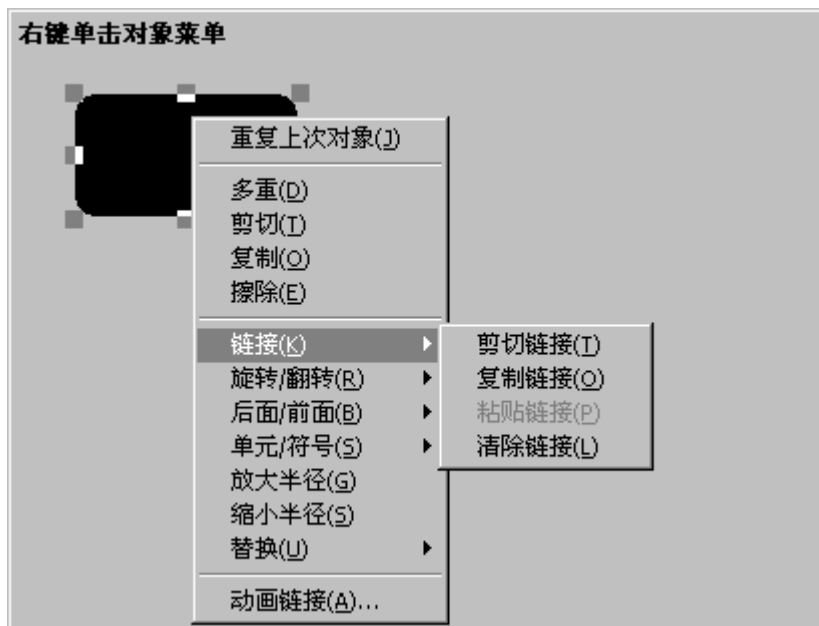 右键单击对象菜单
重复上次对象(J)
多重(D)
剪切(T)
复制(O)
擦除(E)
链接(K)
旋转/翻转(R)
后面/前面(B)
单元/符号(S)
放大半径(G)
缩小半径(S)
替换(U)
动画链接(A)...
剪切链接(T)
复制链接(O)
粘贴链接(P)
清除链接(L)